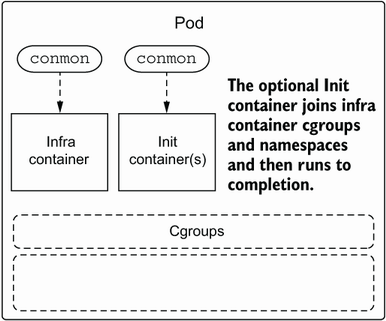 Pod
conmon
conmon
The optional Init
container joins infra
container cgroups
and namespaces
and then runs to
completion.
Infra
container
Init
container(s)
Cgroups